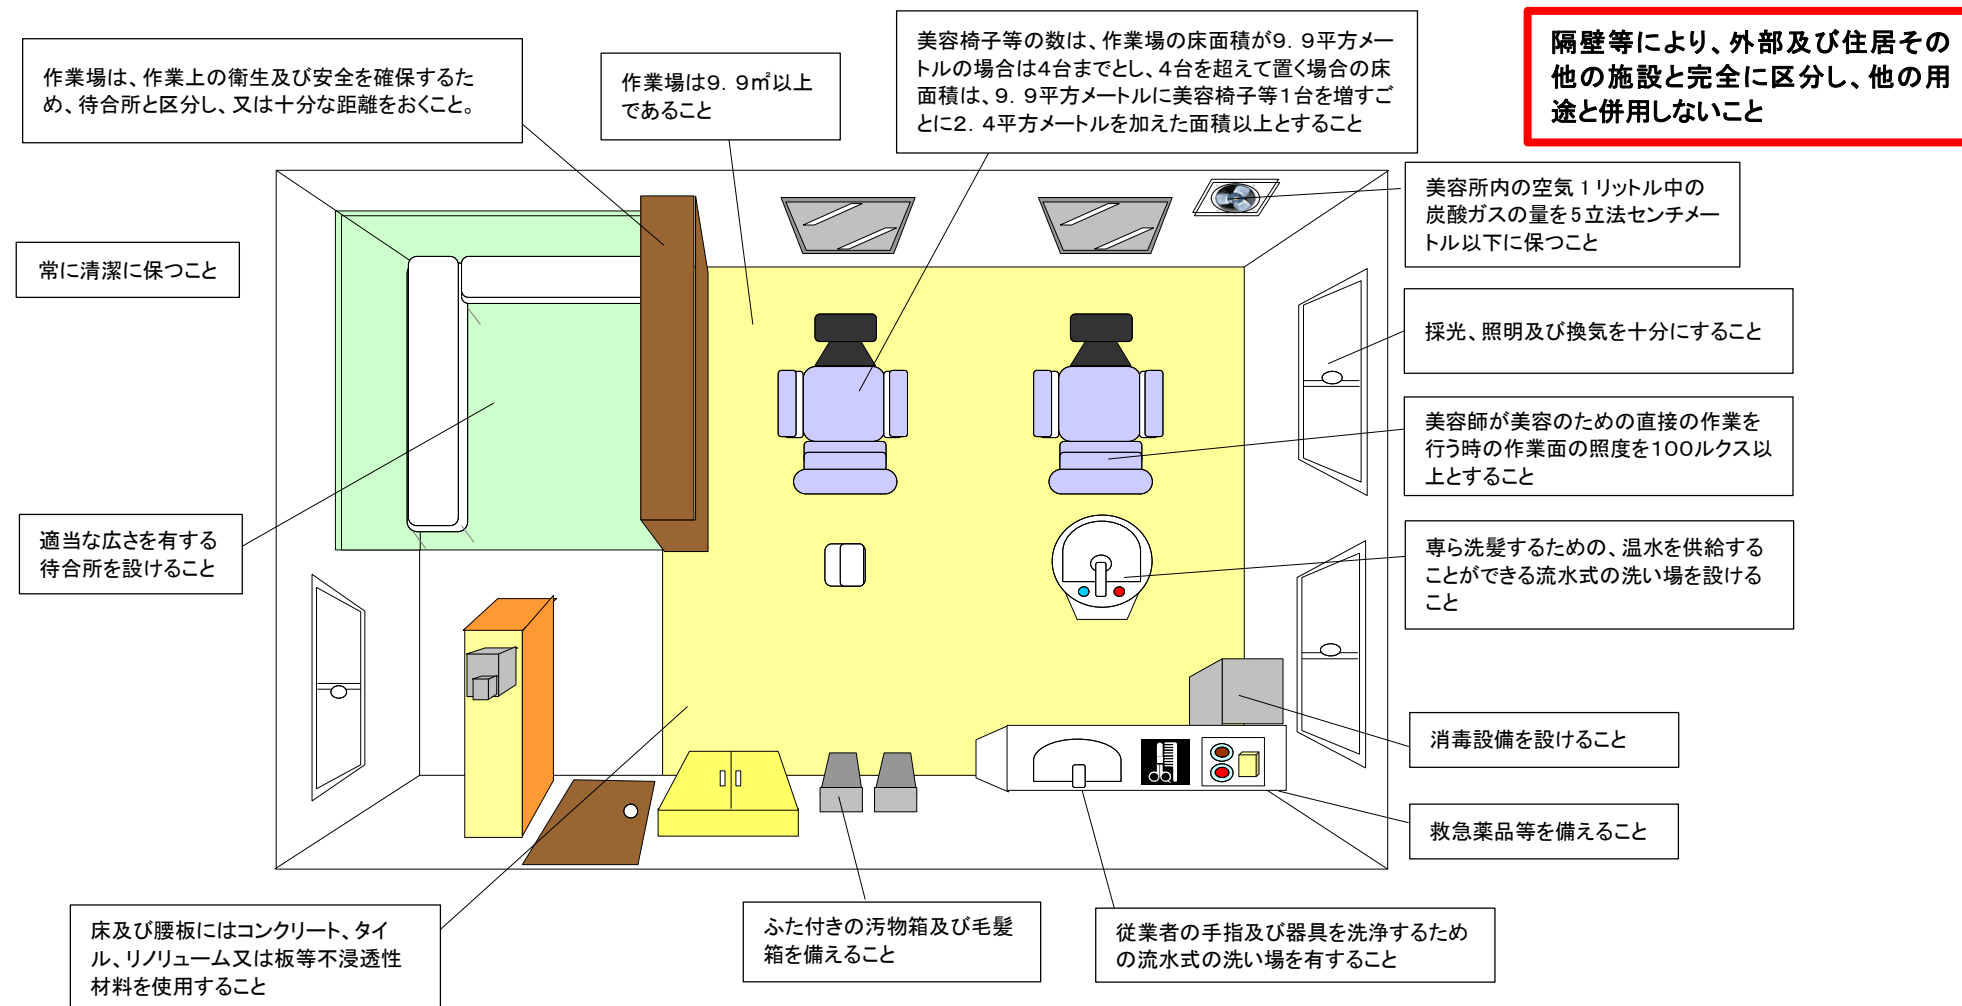 作業場は、作業上の衛生及び安全を確保するた
め、待合所と区分し、又は十分な距離をおくこと。
作業場は9．9㎡以上
であること
美容椅子等の数は、作業場の床面積が9．9平方メー
トルの場合は4台までとし、4台を超えて置く場合の床
面積は、9．9平方メートルに美容椅子等1台を増すご
とに2．4平方メートルを加えた面積以上とすること
隔壁等により、外部及び住居その
他の施設と完全に区分し、他の用
途と併用しないこと
美容所内の空気１リットル中の
炭酸ガスの量を5立法センチメー
トル以下に保つこと
常に清潔に保つこと
採光、照明及び換気を十分にすること
美容師が美容のための直接の作業を
行う時の作業面の照度を100ルクス以
上とすること
適当な広さを有する
待合所を設けること
専ら洗髪するための、温水を供給する
ことができる流水式の洗い場を設ける
こと
消毒設備を設けること
救急薬品等を備えること
床及び腰板にはコンクリート、タイ
ル、リノリューム又は板等不浸透性
材料を使用すること
ふた付きの汚物箱及び毛髪
箱を備えること
従業者の手指及び器具を洗浄するため
の流水式の洗い場を有すること